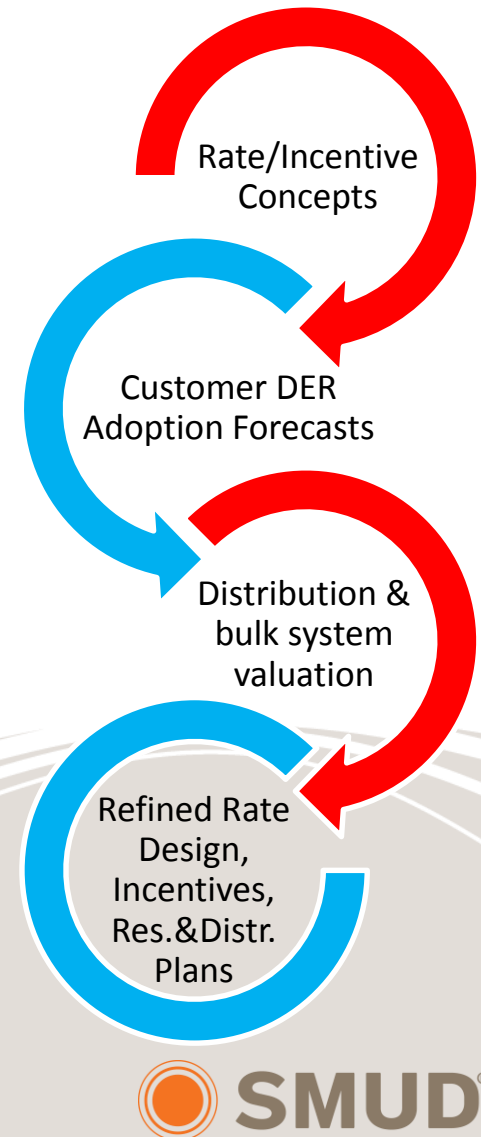 Rate/Incentive
Concepts
Customer DER
Adoption Forecasts
Distribution &
bulk system
valuation
Refined Rate
Design,
Incentives,
Res.&Distr.
Plans
SMUD